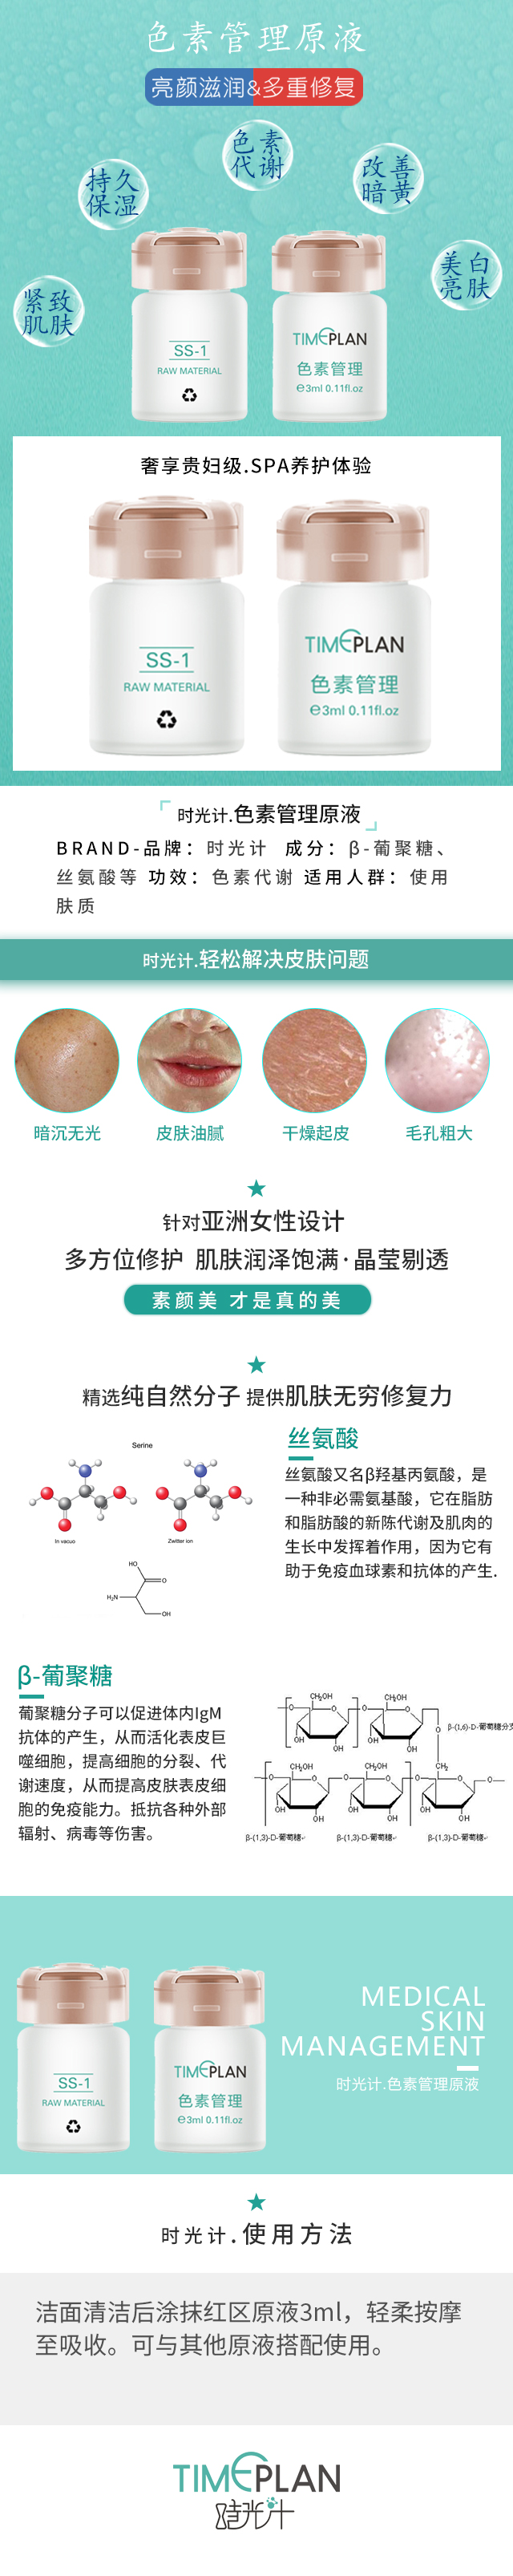 色素管理原液
亮颜滋润&多重修复
色素
代谢
持久
保湿
改善
暗黄
美白
亮肤
紧致
肌肤
SS-1
RAW MATERIAL
TIMEPLAN
色素管理
℮3ml 0.11fl.oz
奢享贵妇级.SPA养护体验
SS-1
RAW MATERIAL
TIMEPLAN
色素管理
℮3ml 0.11fl.oz
时光计.色素管理原液
BRAND-品牌：时光计 成分：β-葡聚糖、
丝氨酸等 功效：色素代谢 适用人群：使用
肤质
时光计.轻松解决皮肤问题
暗沉无光
皮肤油腻
干燥起皮
毛孔粗大
针对亚洲女性设计
多方位修护 肌肤润泽饱满·晶莹剔透
素颜美 才是真的美
精选纯自然分子 提供肌肤无穷修复力
Serine
In vacuo
Zwitter ion
HO
O
H₂N
OH
丝氨酸
丝氨酸又名β羟基丙氨酸，是
一种非必需氨基酸，它在脂肪
和脂肪酸的新陈代谢及肌肉的
生长中发挥着作用，因为它有
助于免疫血球素和抗体的产生.
β-葡聚糖
葡聚糖分子可以促进体内IgM
抗体的产生，从而活化表皮巨
噬细胞，提高细胞的分裂、代
谢速度，从而提高皮肤表皮细
胞的免疫能力。抵抗各种外部
辐射、病毒等伤害。
CH₂OH
CH₂OH
O
O
O
O
OH
OH
OH
OH
O
β-(1,6)-D-葡萄糖分支
CH₂OH
CH₂OH
CH₂
O
O
O
O
O
O
O
OH
OH
OH
OH
OH
OH
β-(1,3)-D-葡萄糖
β-(1,3)-D-葡萄糖
β-(1,3)-D-葡萄糖
SS-1
RAW MATERIAL
TIMEPLAN
色素管理
℮3ml 0.11fl.oz
MEDICAL
SKIN
MANAGEMENT
时光计.色素管理原液
时光计.使用方法
洁面清洁后涂抹红区原液3ml，轻柔按摩
至吸收。可与其他原液搭配使用。
TIMEPLAN
時光计